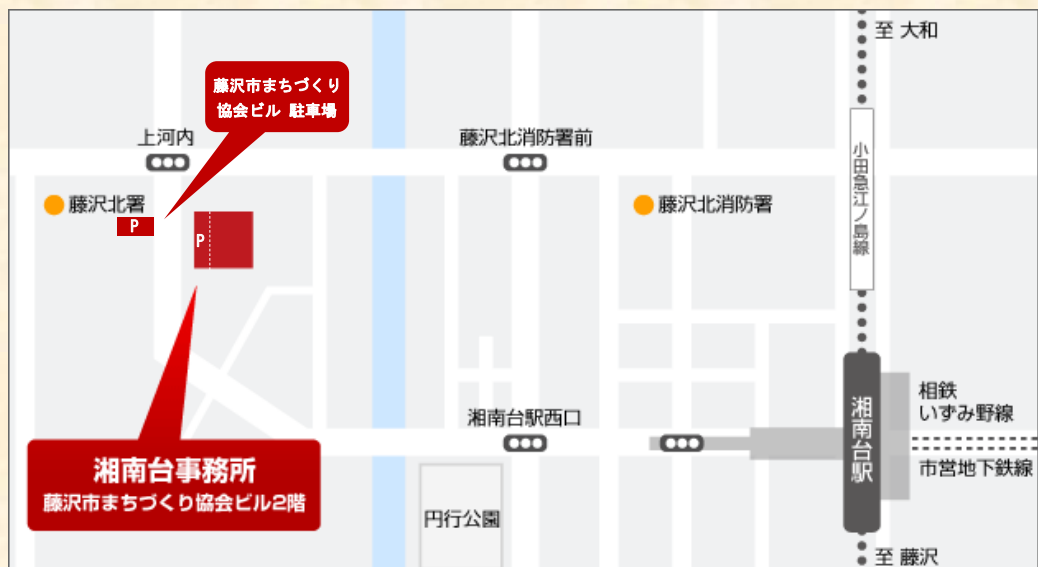 至 大和
藤沢市まちづくり
協会ビル 駐車場
上河内
藤沢北消防署前
小田急江ノ島線
藤沢北署
P
藤沢北消防署
P
湘南台駅
相鉄
いずみ野線
湘南台駅西口
市営地下鉄線
湘南台事務所
藤沢市まちづくり協会ビル2階
円行公園
至 藤沢